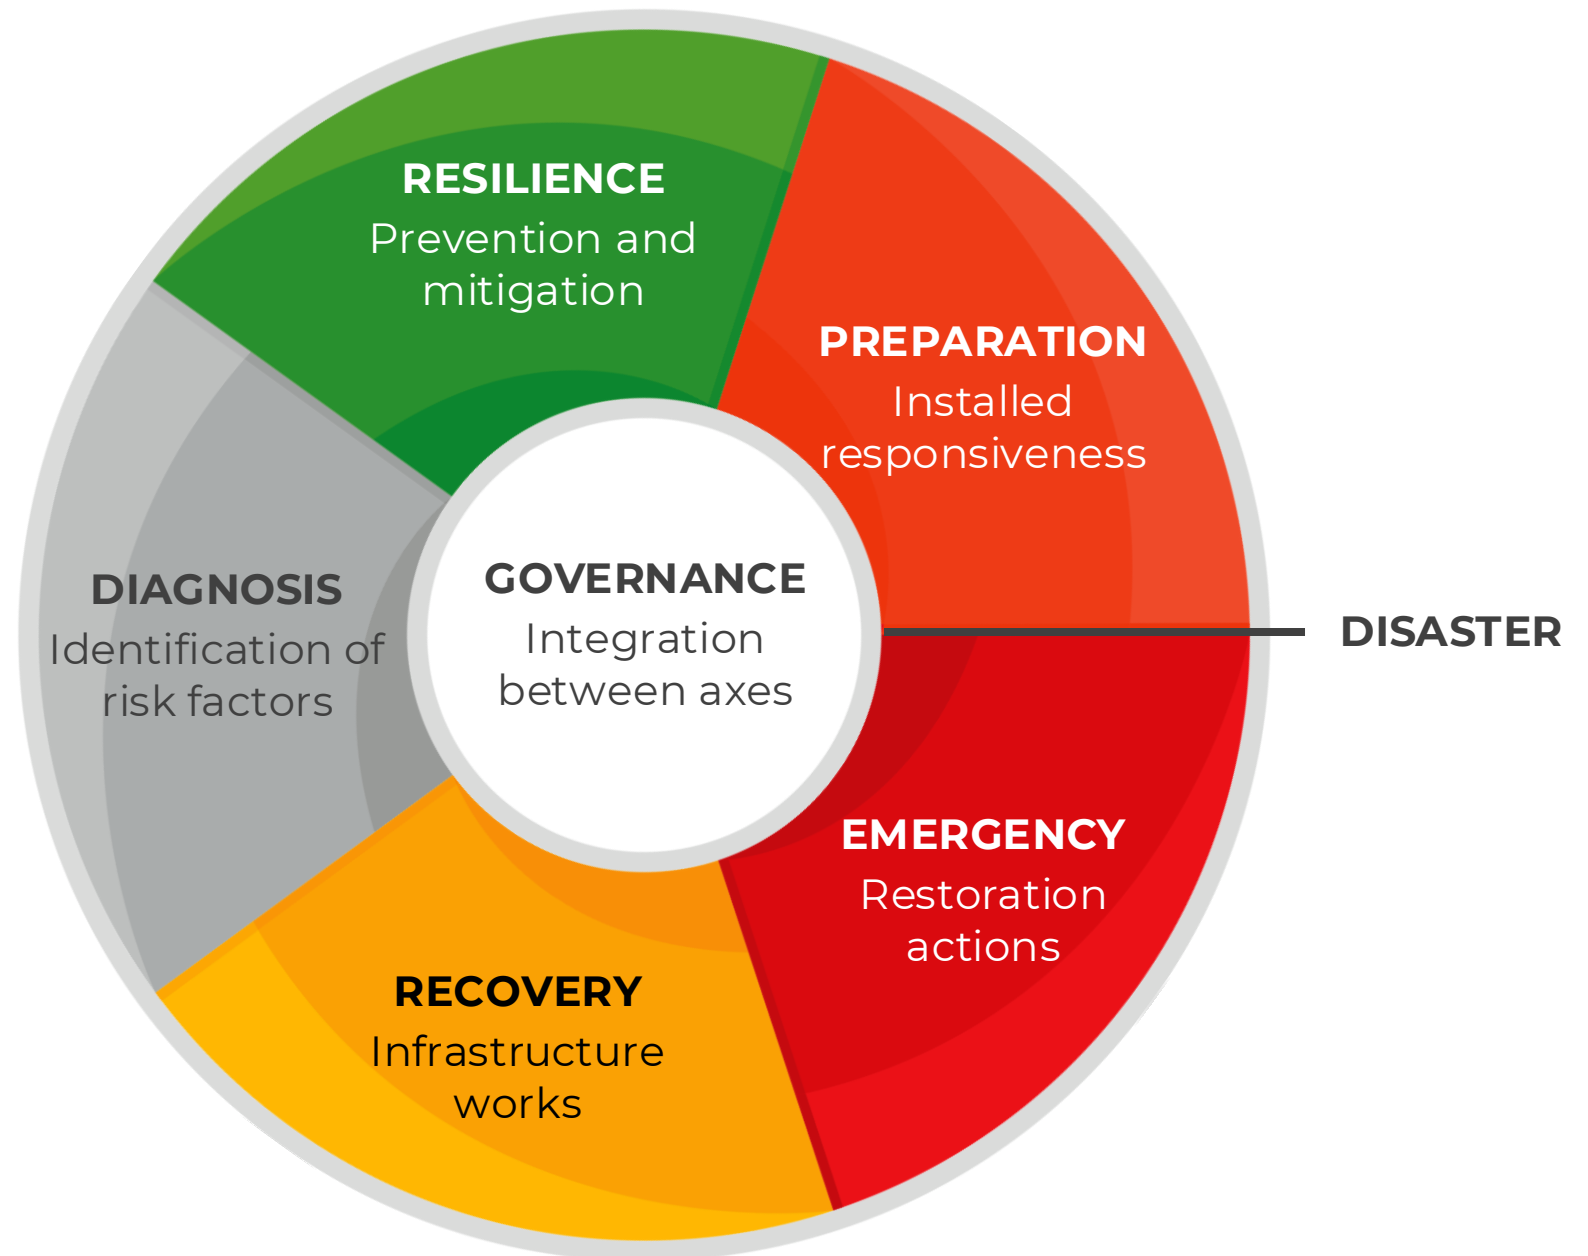 RESILIENCE
Prevention and
mitigation
PREPARATION
Installed
responsiveness
DISASTER
EMERGENCY
Restoration
actions
RECOVERY
Infrastructure
works
DIAGNOSIS
Identification of
risk factors
GOVERNANCE
Integration
between axes